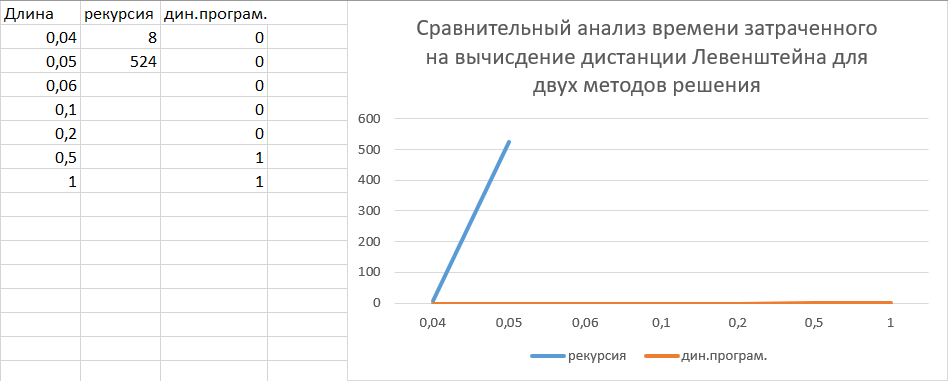 Длина рекурсия дин.програм.
0,04 8 0
0,05 524 0
0,06 0
0,1 0
0,2 0
0,5 1
1 1
Сравнительный анализ времени затраченного
на вычисдение дистанции Левенштейна для
двух методов решения
600
500
400
300
200
100
0
0,04 0,05 0,06 0,1 0,2 0,5 1
рекурсия дин.програм.